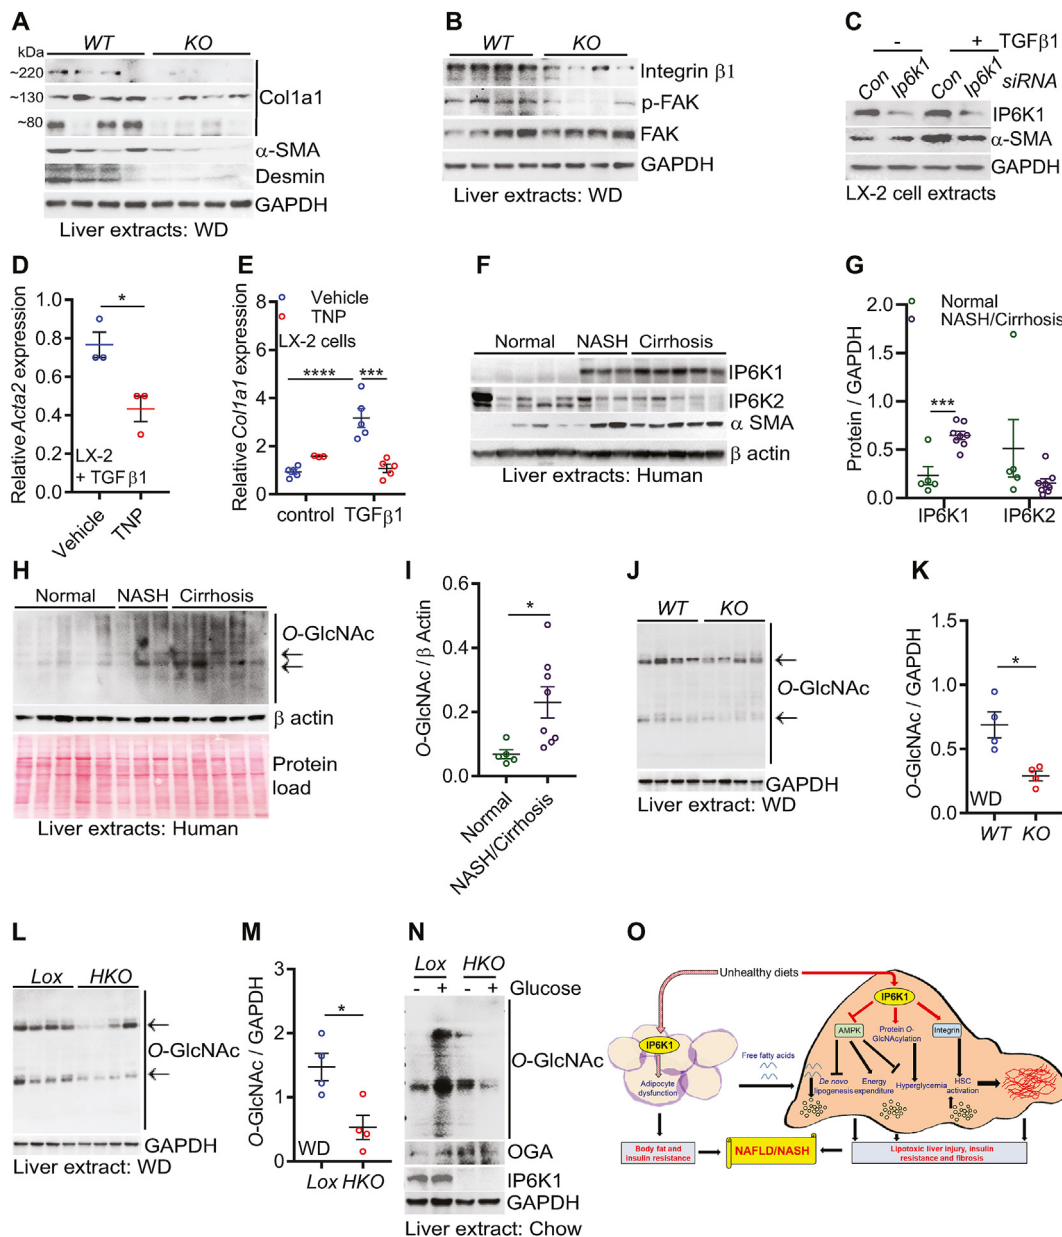 A
WT KO
kDa
~220
~130
~80
Col1a1
α-SMA
Desmin
GAPDH
Liver extracts: WD
B
WT KO
Integrin β1
p-FAK
FAK
GAPDH
Liver extracts: WD
C
- + TGFβ1
Con Ip6k1 Con Ip6k1 siRNA
IP6K1
α-SMA
GAPDH
LX-2 cell extracts
D
Relative Acta2 expression
1.0
0.8
0.6
0.4
0.2
0.0
*
LX-2
+ TGFβ1
Vehicle TNP
E
Relative Col1a1 expression
8
6
4
2
0
Vehicle
TNP
LX-2 cells
**** ***
control TGFβ1
F
Normal NASH Cirrhosis
IP6K1
IP6K2
α SMA
β actin
Liver extracts: Human
G
Protein / GAPDH
2.0
1.5
1.0
0.5
0.0
Normal
NASH/Cirrhosis
***
IP6K1 IP6K2
H
Normal NASH Cirrhosis
O-GlcNAc
β actin
Protein
load
Liver extracts: Human
I
O-GlcNAc / β Actin
0.6
0.4
0.2
0.0
*
Normal
NASH/Cirrhosis
J
WT KO
O-GlcNAc
GAPDH
Liver extract: WD
K
O-GlcNAc / GAPDH
1.5
1.0
0.5
0.0
*
WD
WT KO
L
Lox HKO
O-GlcNAc
GAPDH
Liver extract: WD
M
O-GlcNAc / GAPDH
3
2
1
0
*
WD
Lox HKO
N
Lox HKO
- + - + Glucose
O-GlcNAc
OGA
IP6K1
GAPDH
Liver extract: Chow
O
Unhealthy diets
IP6K1
IP6K1
Adipocyte
dysfunction
Free fatty acids
AMPK
Protein O-
GlcNAcylation
Integrin
De novo
lipogenesis
Energy
expenditure
Hyperglycemia
HSC
activation
Body fat and
insulin resistance
NAFLD/NASH
Lipotoxic liver injury, insulin
resistance and fibrosis